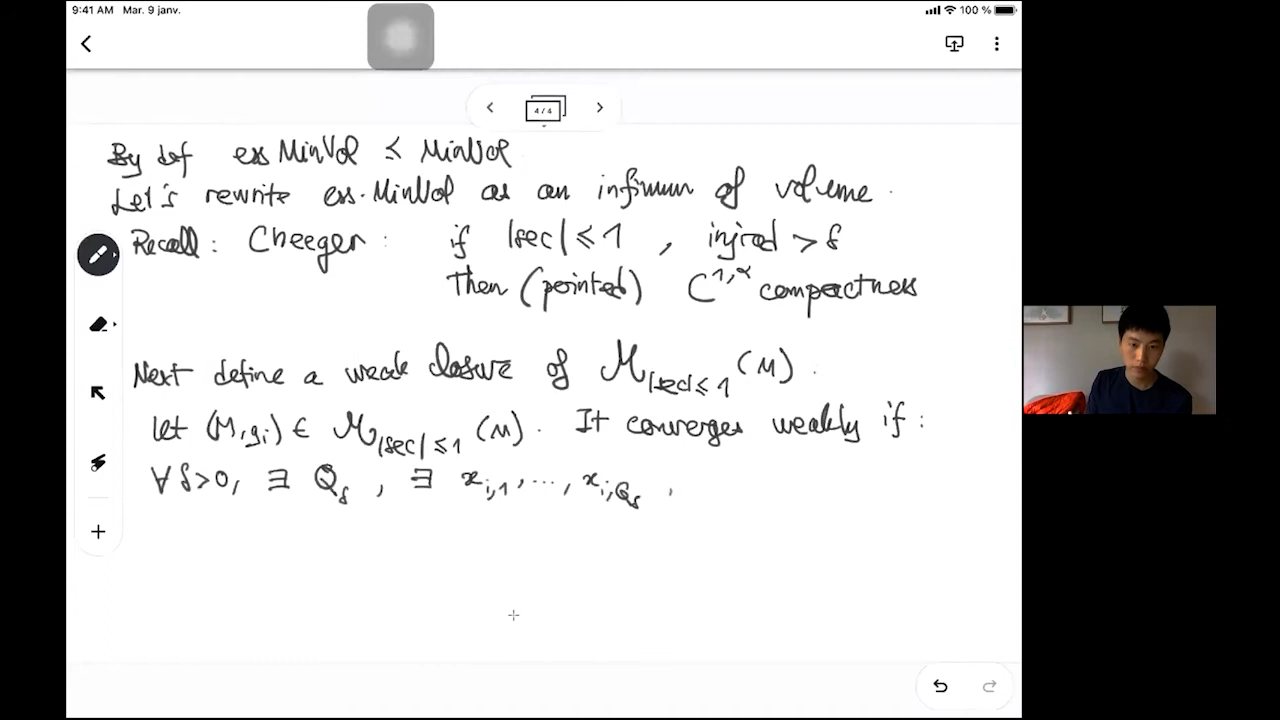 9:41 AM Mar. 9 janv. 100 %
4/4
By def ess MinVol ≤ MinVol
Let's rewrite ess.MinVol as an infimum of volume.
Recall: Cheeger: if |sec| ≤ 1, injrad > δ
Then (pointed) C^{1,α} compactness
Next define a weak closure of M_{|sec|≤1}(M).
let (M,g_i) ∈ M_{|sec|≤1}(M). It converges weakly if:
∀δ>0, ∃ Q_δ, ∃ x_{i,1},...,x_{i,Q_δ},